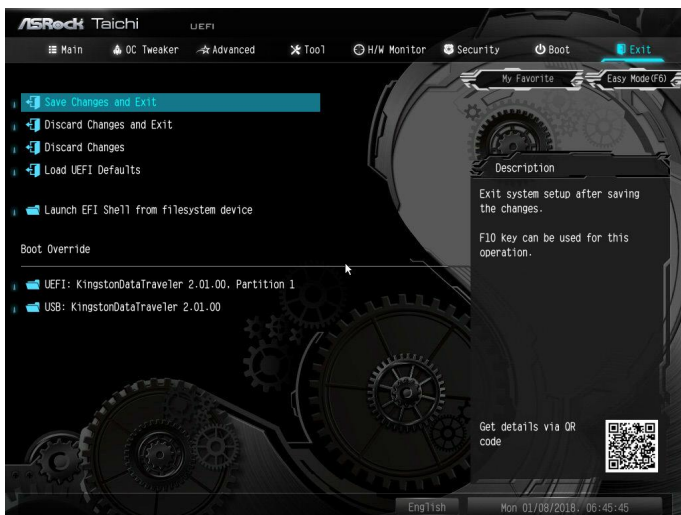 ASRock Taichi UEFI
Main OC Tweaker Advanced Tool H/W Monitor Security Boot Exit
My Favorite Easy Mode(F6)
Save Changes and Exit
Discard Changes and Exit
Discard Changes
Load UEFI Defaults
Launch EFI Shell from filesystem device
Boot Override
UEFI: KingstonDataTraveler 2.01.00, Partition 1
USB: KingstonDataTraveler 2.01.00
Description
Exit system setup after saving
the changes.
F10 key can be used for this
operation.
Get details via QR
code
English Mon 01/08/2018, 06:45:45